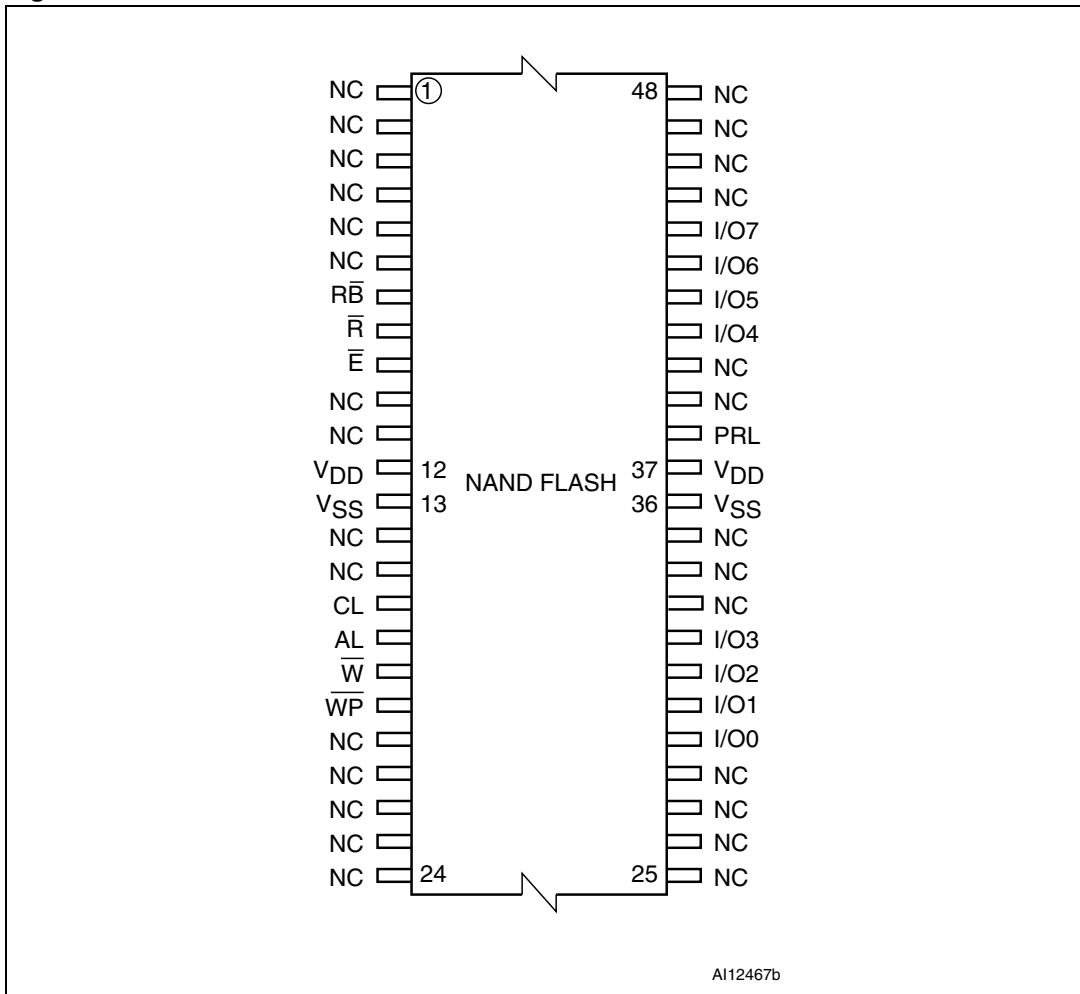 NC 1 48 NC
NC NC
NC NC
NC NC
NC I/O7
NC I/O6
RB̅ I/O5
R̅ I/O4
E̅ NC
NC NC
NC PRL
VDD 12 NAND FLASH 37 VDD
VSS 13 36 VSS
NC NC
NC NC
CL NC
AL I/O3
W̅ I/O2
W̅P̅ I/O1
NC I/O0
NC NC
NC NC
NC NC
NC 24 25 NC
AI12467b